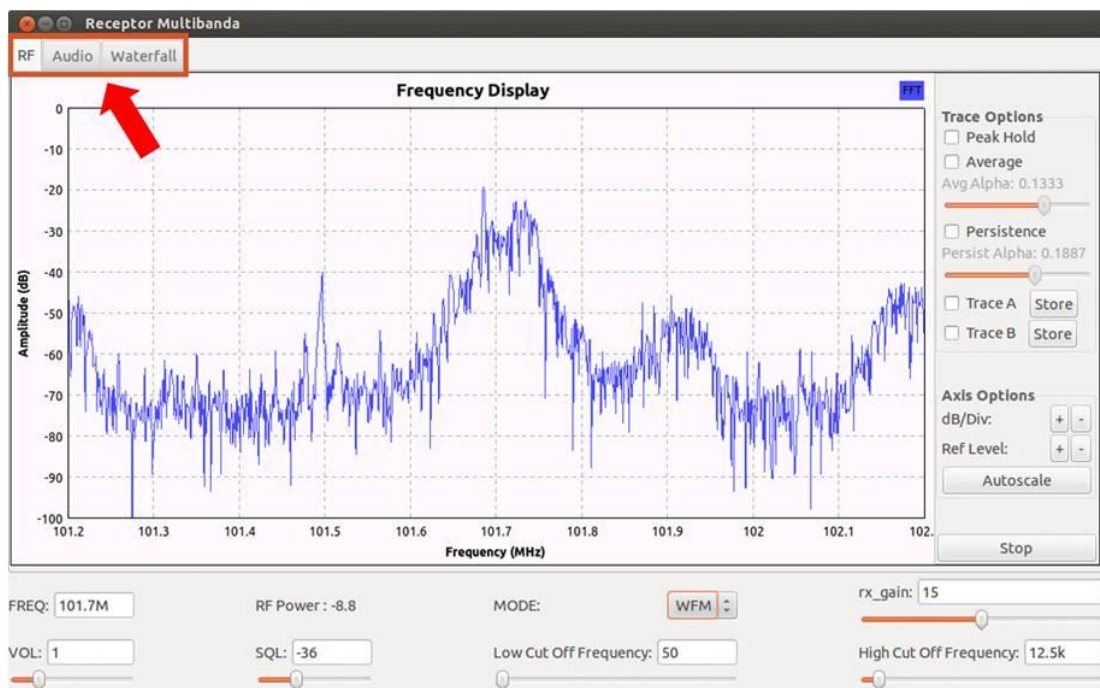 Receptor Multibanda
RF Audio Waterfall
Frequency Display
FFT
0
-10
-20
-30
-40
-50
-60
-70
-80
-90
-100
Amplitude (dB)
101.2 101.3 101.4 101.5 101.6 101.7 101.8 101.9 102 102.1 102.
Frequency (MHz)
Trace Options
Peak Hold
Average
Avg Alpha: 0.1333
Persistence
Persist Alpha: 0.1887
Trace A Store
Trace B Store
Axis Options
dB/Div: + -
Ref Level: + -
Autoscale
Stop
FREQ: 101.7M RF Power : -8.8 MODE: WFM rx_gain: 15
VOL: 1 SQL: -36 Low Cut Off Frequency: 50 High Cut Off Frequency: 12.5k